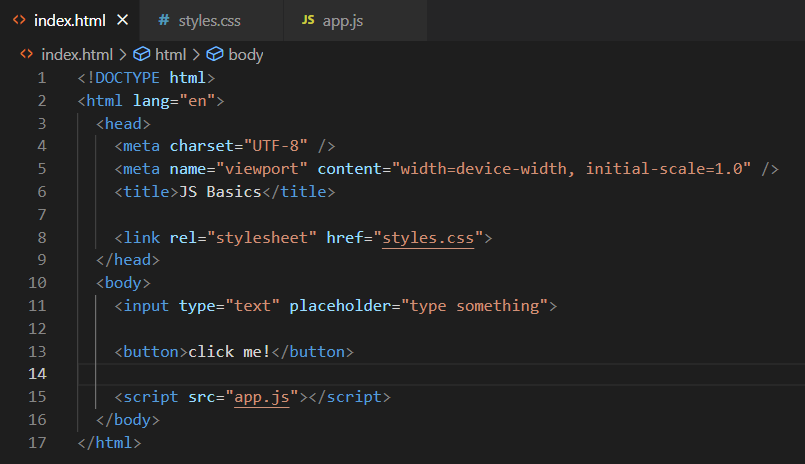 index.html styles.css JS app.js
index.html > html > body
1 <!DOCTYPE html>
2 <html lang="en">
3 <head>
4 <meta charset="UTF-8" />
5 <meta name="viewport" content="width=device-width, initial-scale=1.0" />
6 <title>JS Basics</title>
7
8 <link rel="stylesheet" href="styles.css">
9 </head>
10 <body>
11 <input type="text" placeholder="type something">
12
13 <button>click me!</button>
14
15 <script src="app.js"></script>
16 </body>
17 </html>